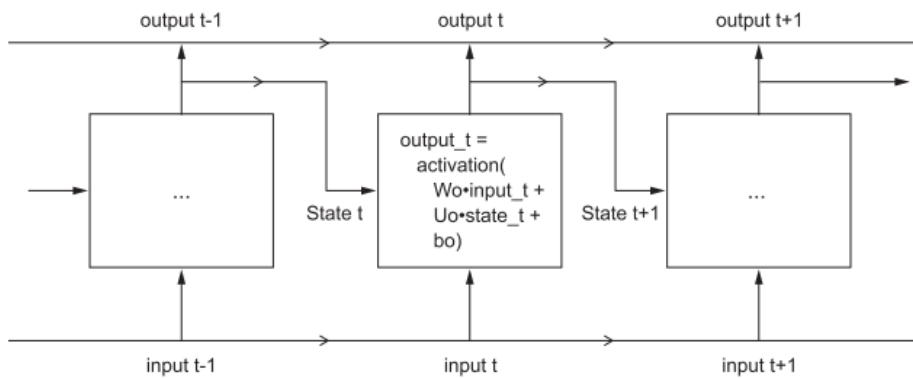 output t-1
output t
output t+1
output_t =
activation(
Wo•input_t +
Uo•state_t +
bo)
...
...
State t
State t+1
input t-1
input t
input t+1